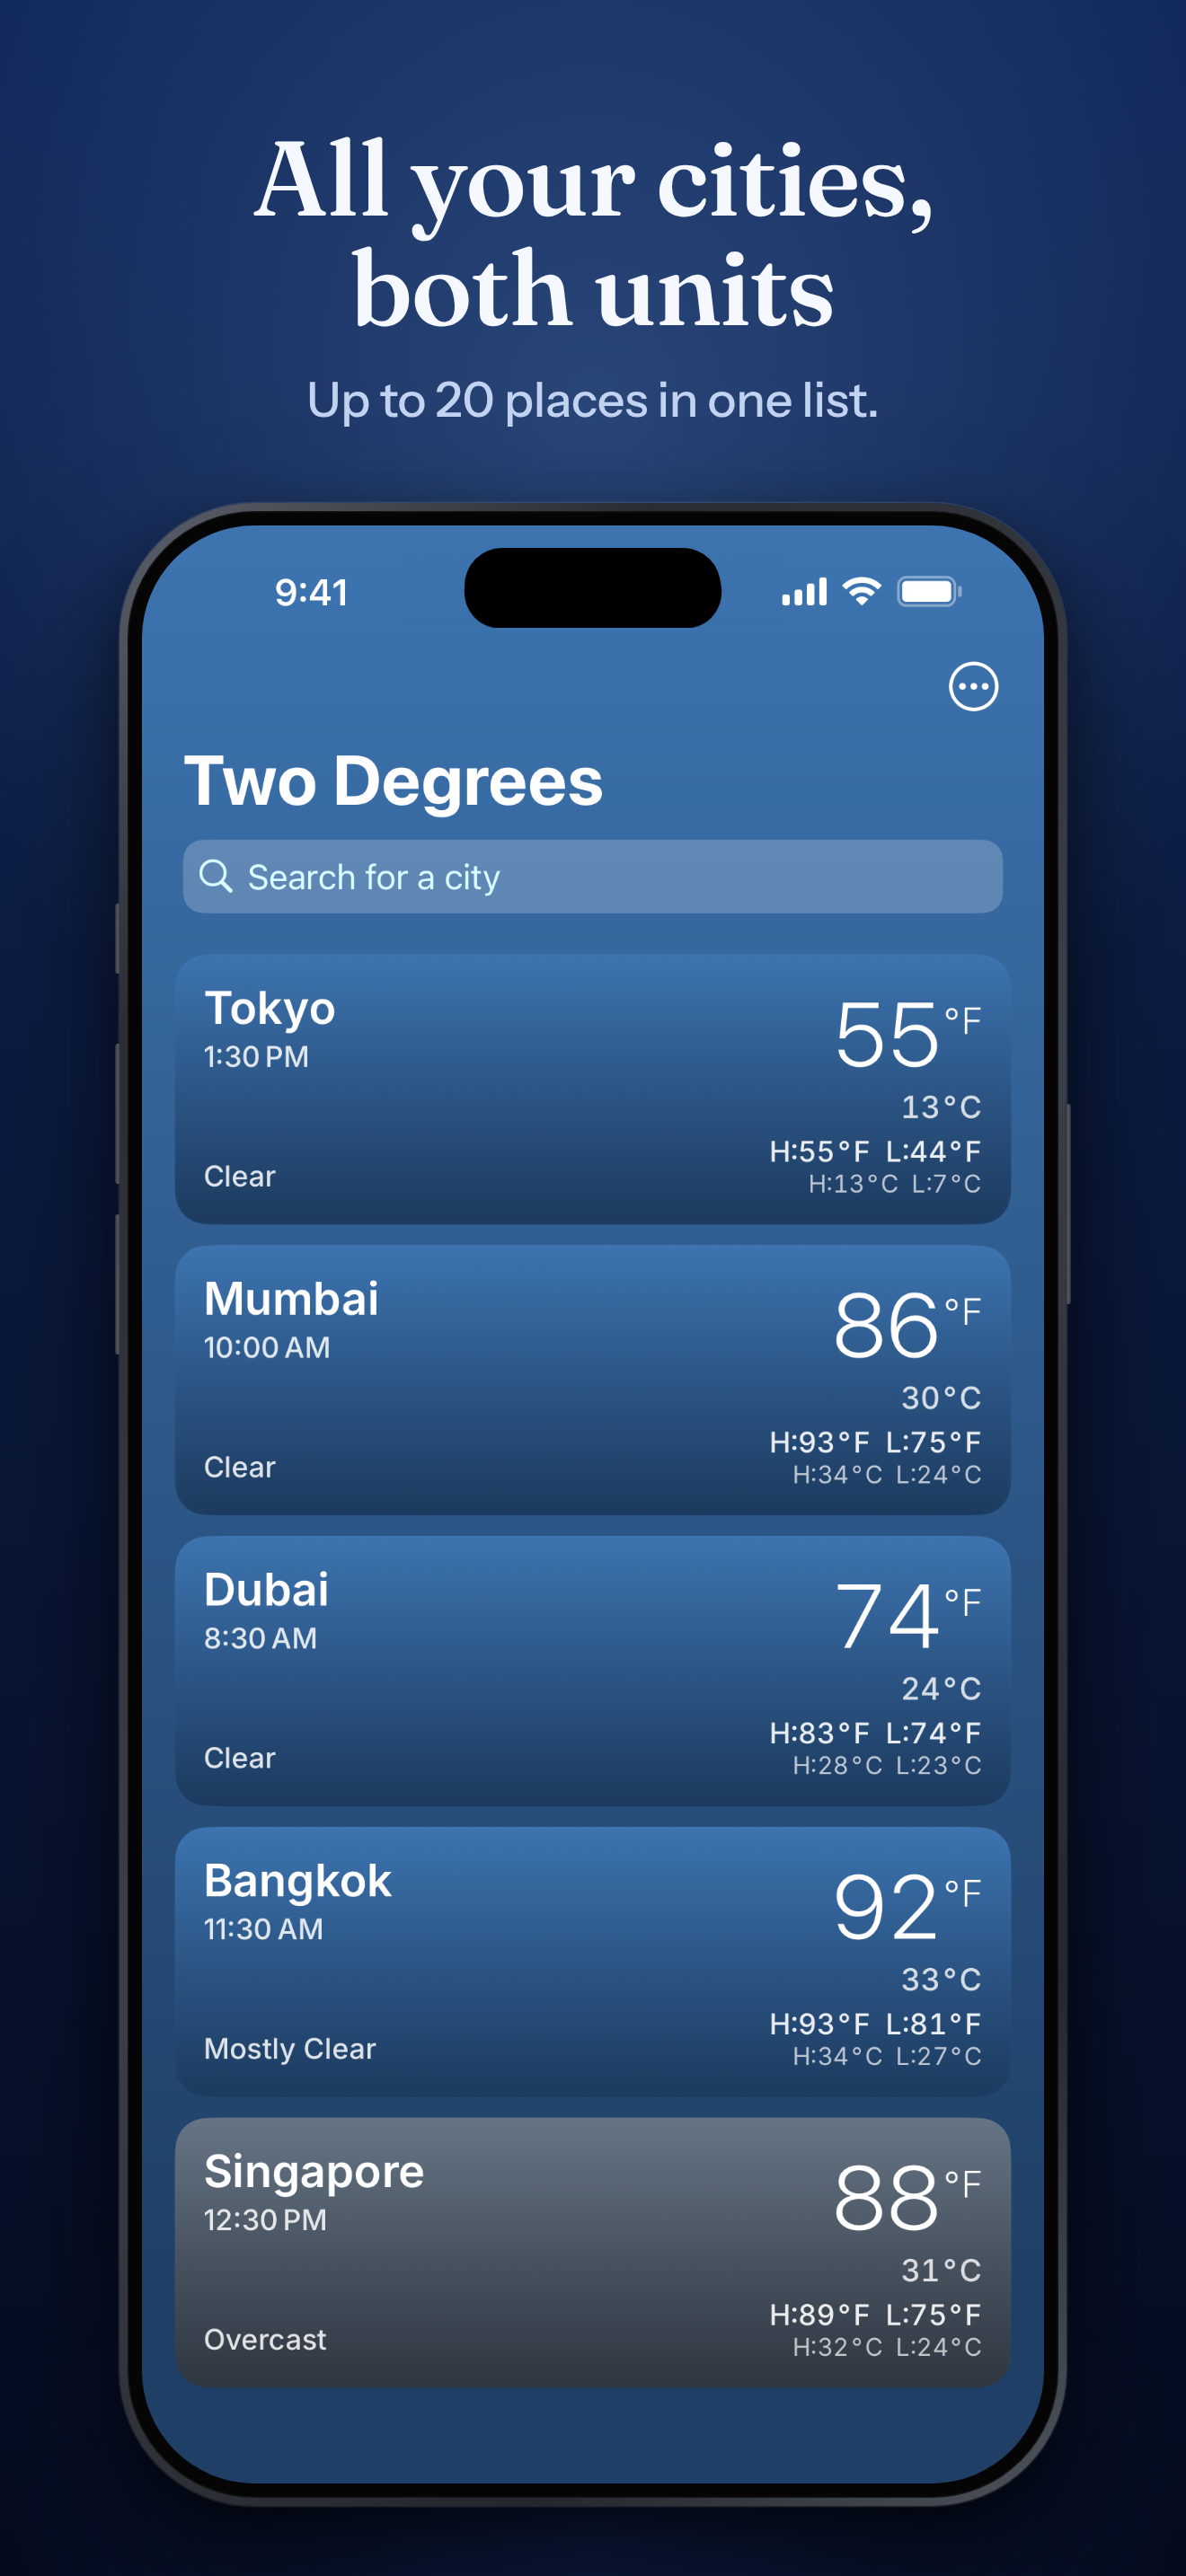 All your cities,
both units
Up to 20 places in one list.
9:41
Two Degrees
Search for a city
Tokyo
1:30 PM
55°F
13°C
H:55°F L:44°F
H:13°C L:7°C
Clear
Mumbai
10:00 AM
86°F
30°C
H:93°F L:75°F
H:34°C L:24°C
Clear
Dubai
8:30 AM
74°F
24°C
H:83°F L:74°F
H:28°C L:23°C
Clear
Bangkok
11:30 AM
92°F
33°C
H:93°F L:81°F
H:34°C L:27°C
Mostly Clear
Singapore
12:30 PM
88°F
31°C
H:89°F L:75°F
H:32°C L:24°C
Overcast